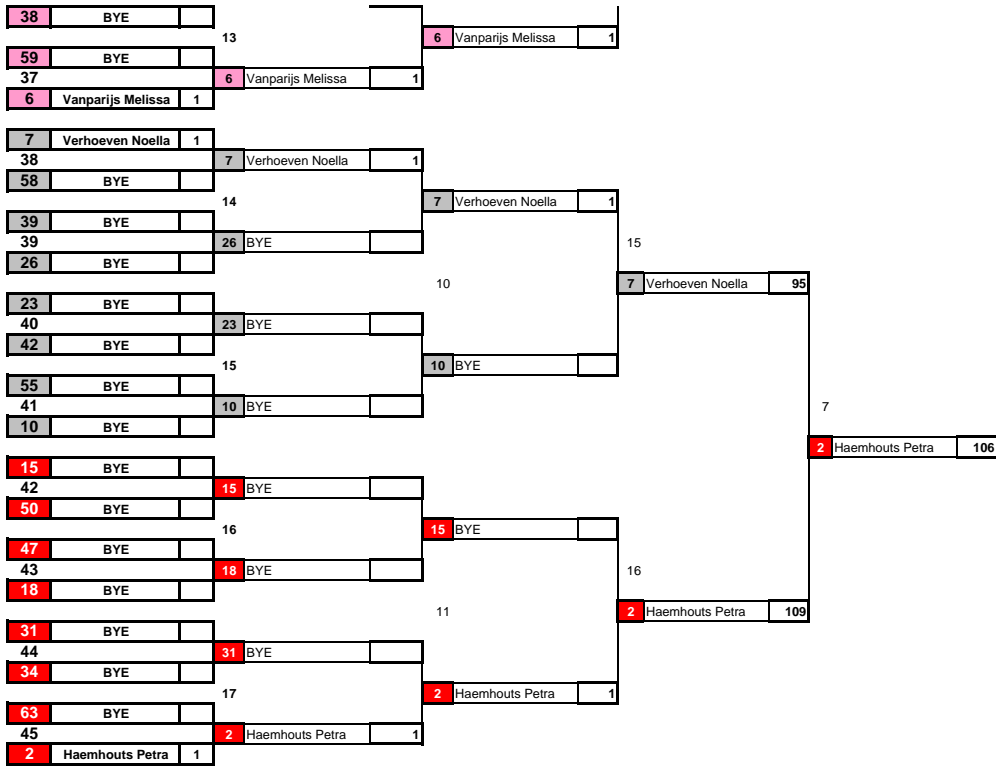 38 BYE
6 Vanparijs Melissa 1
13
59 BYE
37
6 Vanparijs Melissa 1
6 Vanparijs Melissa 1
7 Verhoeven Noella 1
38
7 Verhoeven Noella 1
58 BYE
14
7 Verhoeven Noella 1
39 BYE
39
26 BYE
15
26 BYE
10
7 Verhoeven Noella 95
23 BYE
40
23 BYE
42 BYE
15
10 BYE
55 BYE
41
10 BYE
7
10 BYE
2 Haemhouts Petra 106
15 BYE
42
15 BYE
50 BYE
16
15 BYE
47 BYE
43
18 BYE
16
18 BYE
11
2 Haemhouts Petra 109
31 BYE
44
31 BYE
34 BYE
17
2 Haemhouts Petra 1
63 BYE
45
2 Haemhouts Petra 1
2 Haemhouts Petra 1